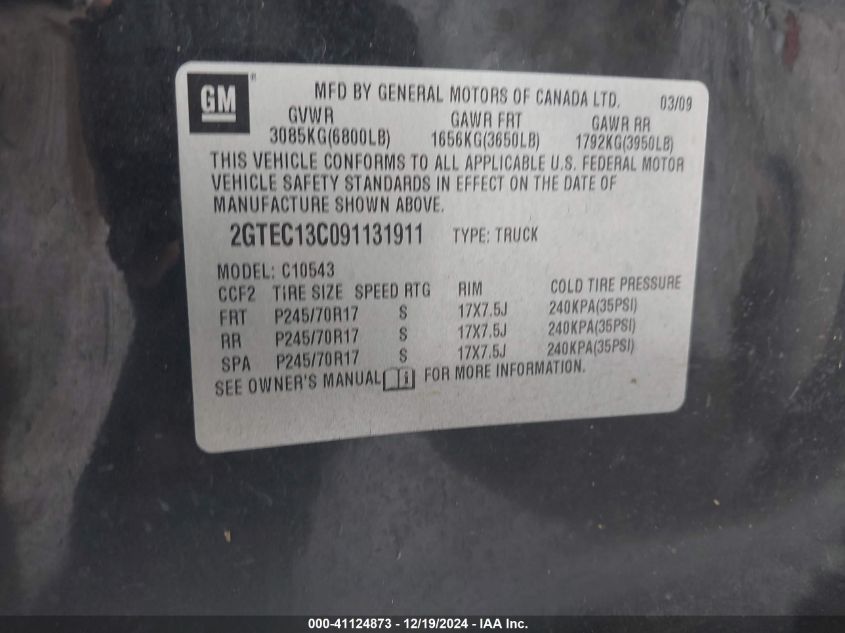 GM
MFD BY GENERAL MOTORS OF CANADA LTD. 03/09
GVWR GAWR FRT GAWR RR
3085KG(6800LB) 1656KG(3650LB) 1792KG(3950LB)
THIS VEHICLE CONFORMS TO ALL APPLICABLE U.S. FEDERAL MOTOR
VEHICLE SAFETY STANDARDS IN EFFECT ON THE DATE OF
MANUFACTURE SHOWN ABOVE.
2GTEC13C091131911 TYPE: TRUCK
MODEL: C10543
CCF2 TIRE SIZE SPEED RTG RIM COLD TIRE PRESSURE
FRT P245/70R17 S 17X7.5J 240KPA(35PSI)
RR P245/70R17 S 17X7.5J 240KPA(35PSI)
SPA P245/70R17 S 17X7.5J 240KPA(35PSI)
SEE OWNER'S MANUAL FOR MORE INFORMATION.
000-41124873 - 12/19/2024 - IAA Inc.